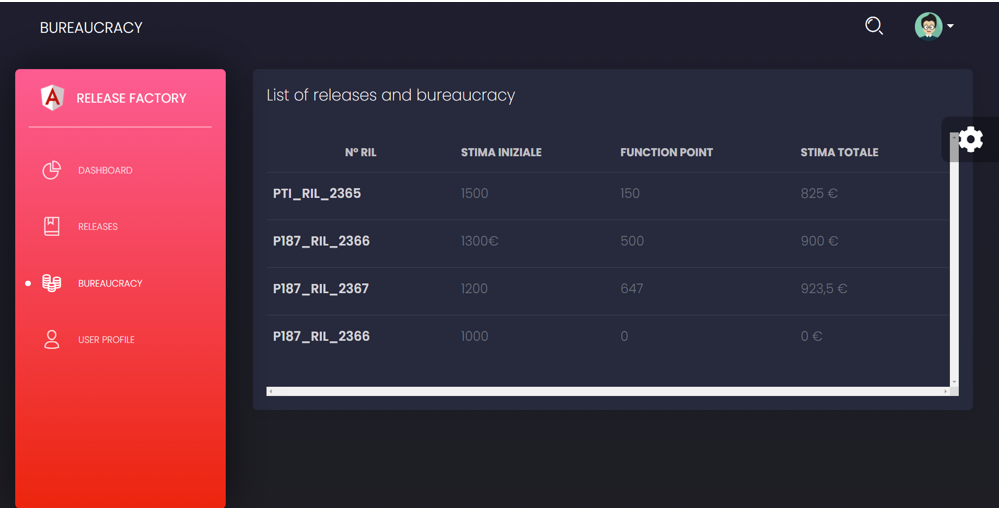 BUREAUCRACY
RELEASE FACTORY
DASHBOARD
RELEASES
BUREAUCRACY
USER PROFILE
List of releases and bureaucracy
N° RIL STIMA INIZIALE FUNCTION POINT STIMA TOTALE
PTI_RIL_2365 1500 150 825 €
P187_RIL_2366 1300€ 500 900 €
P187_RIL_2367 1200 647 923,5 €
P187_RIL_2366 1000 0 0 €